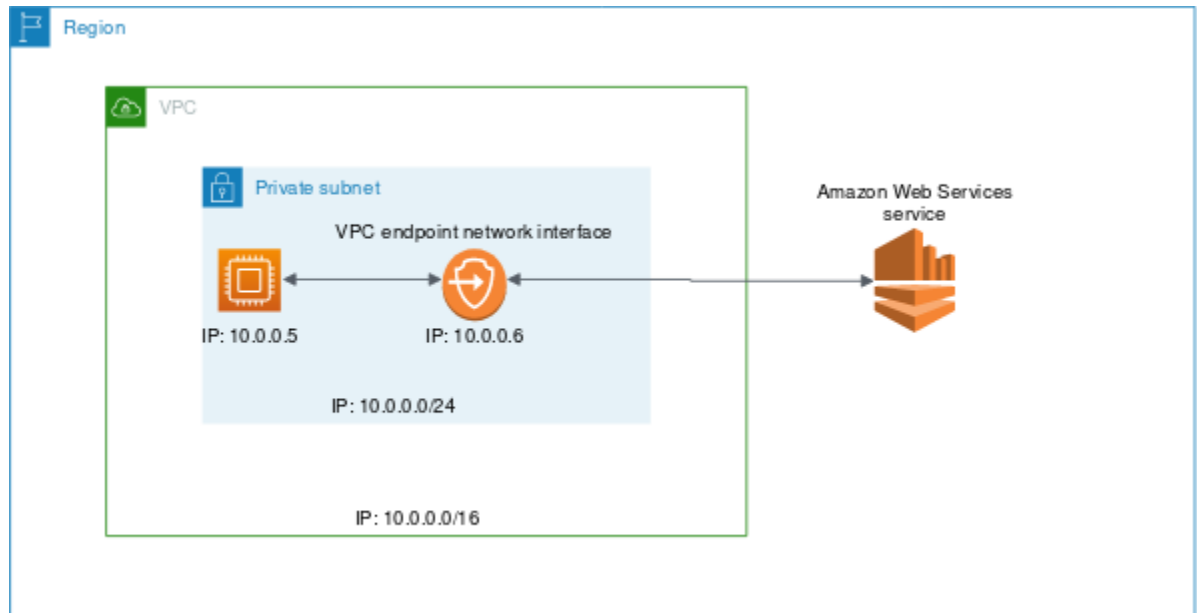 Region
VPC
Private subnet
Amazon Web Services
service
VPC endpoint network interface
IP: 10.0.0.5
IP: 10.0.0.6
IP: 10.0.0.0/24
IP: 10.0.0.0/16